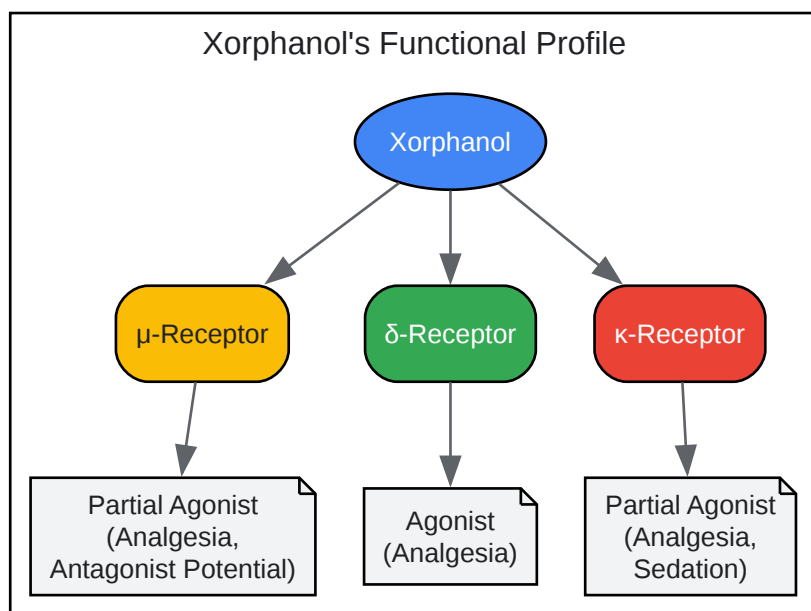 Xorphanol's Functional Profile
Xorphanol
μ-Receptor
δ-Receptor
κ-Receptor
Partial Agonist
(Analgesia,
Antagonist Potential)
Agonist
(Analgesia)
Partial Agonist
(Analgesia,
Sedation)